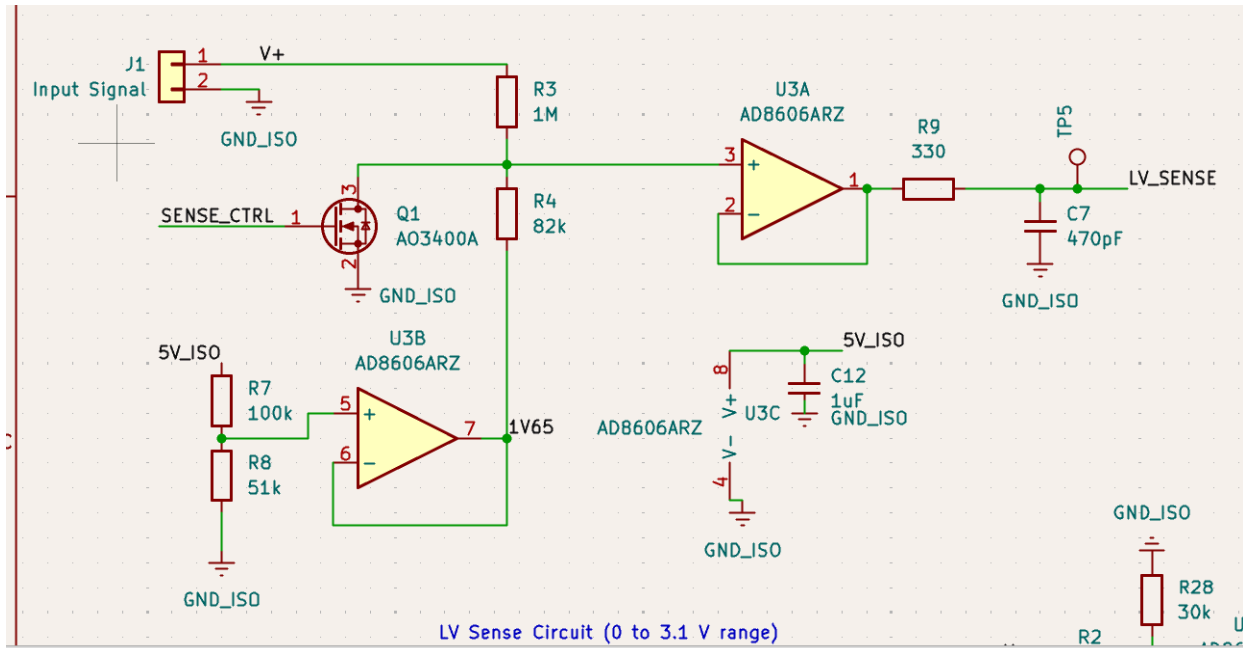 J1
Input Signal
1
2
V+
GND_ISO
R3
1M
U3A
AD8606ARZ
3
+
2
−
1
R9
330
TP5
LV_SENSE
C7
470pF
GND_ISO
SENSE_CTRL
1
3
2
Q1
AO3400A
GND_ISO
R4
82k
U3B
AD8606ARZ
5V_ISO
R7
100k
R8
51k
GND_ISO
5
+
6
−
7
1V65
5V_ISO
8
V+
C12
1uF
GND_ISO
U3C
AD8606ARZ
V−
4
GND_ISO
GND_ISO
R28
30k
R2
LV Sense Circuit (0 to 3.1 V range)